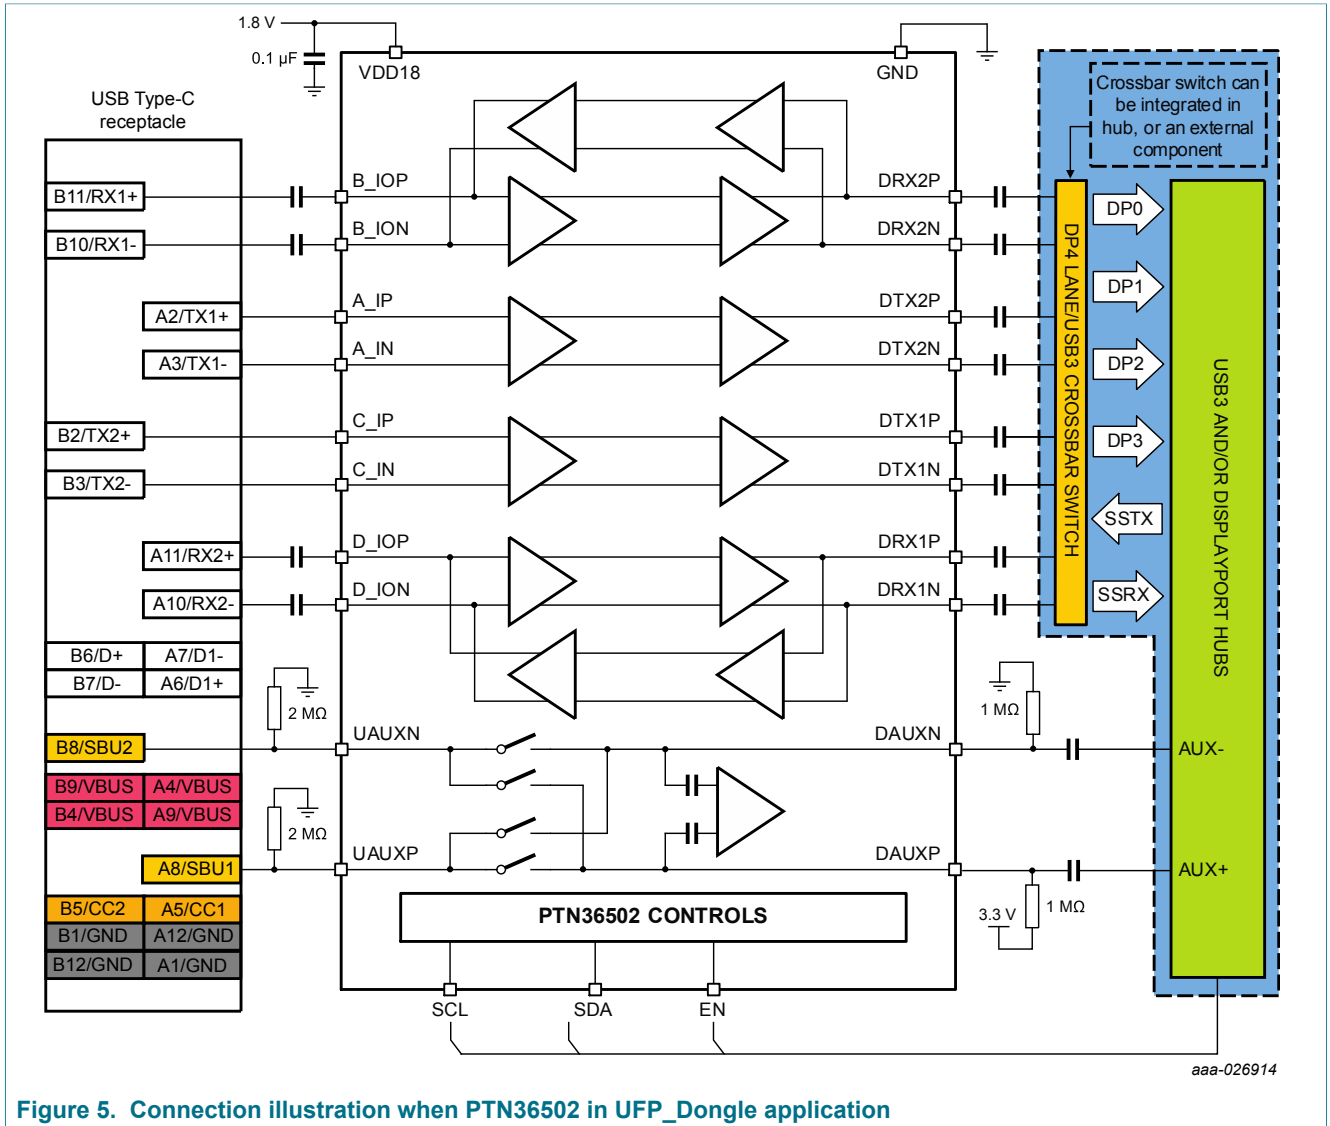 1.8 V
0.1 µF
VDD18
GND
Crossbar switch can
be integrated in
hub, or an external
component
USB Type-C
receptacle
B11/RX1+
B_IOP
DRX2P
DP0
B10/RX1-
B_ION
DRX2N
A2/TX1+
A_IP
DTX2P
DP1
A3/TX1-
A_IN
DTX2N
DP2
B2/TX2+
C_IP
DTX1P
DP3
B3/TX2-
C_IN
DTX1N
SSTX
A11/RX2+
D_IOP
DRX1P
A10/RX2-
D_ION
DRX1N
SSRX
DP4 LANE/USB3 CROSSBAR SWITCH
USB3 AND/OR DISPLAYPORT HUBS
B6/D+ A7/D1-
B7/D- A6/D1+
2 MΩ
1 MΩ
B8/SBU2
UAUXN
DAUXN
AUX-
B9/VBUS A4/VBUS
B4/VBUS A9/VBUS
2 MΩ
A8/SBU1
UAUXP
DAUXP
AUX+
B5/CC2 A5/CC1
B1/GND A12/GND
B12/GND A1/GND
PTN36502 CONTROLS
3.3 V
1 MΩ
SCL
SDA
EN
aaa-026914
Figure 5. Connection illustration when PTN36502 in UFP_Dongle application